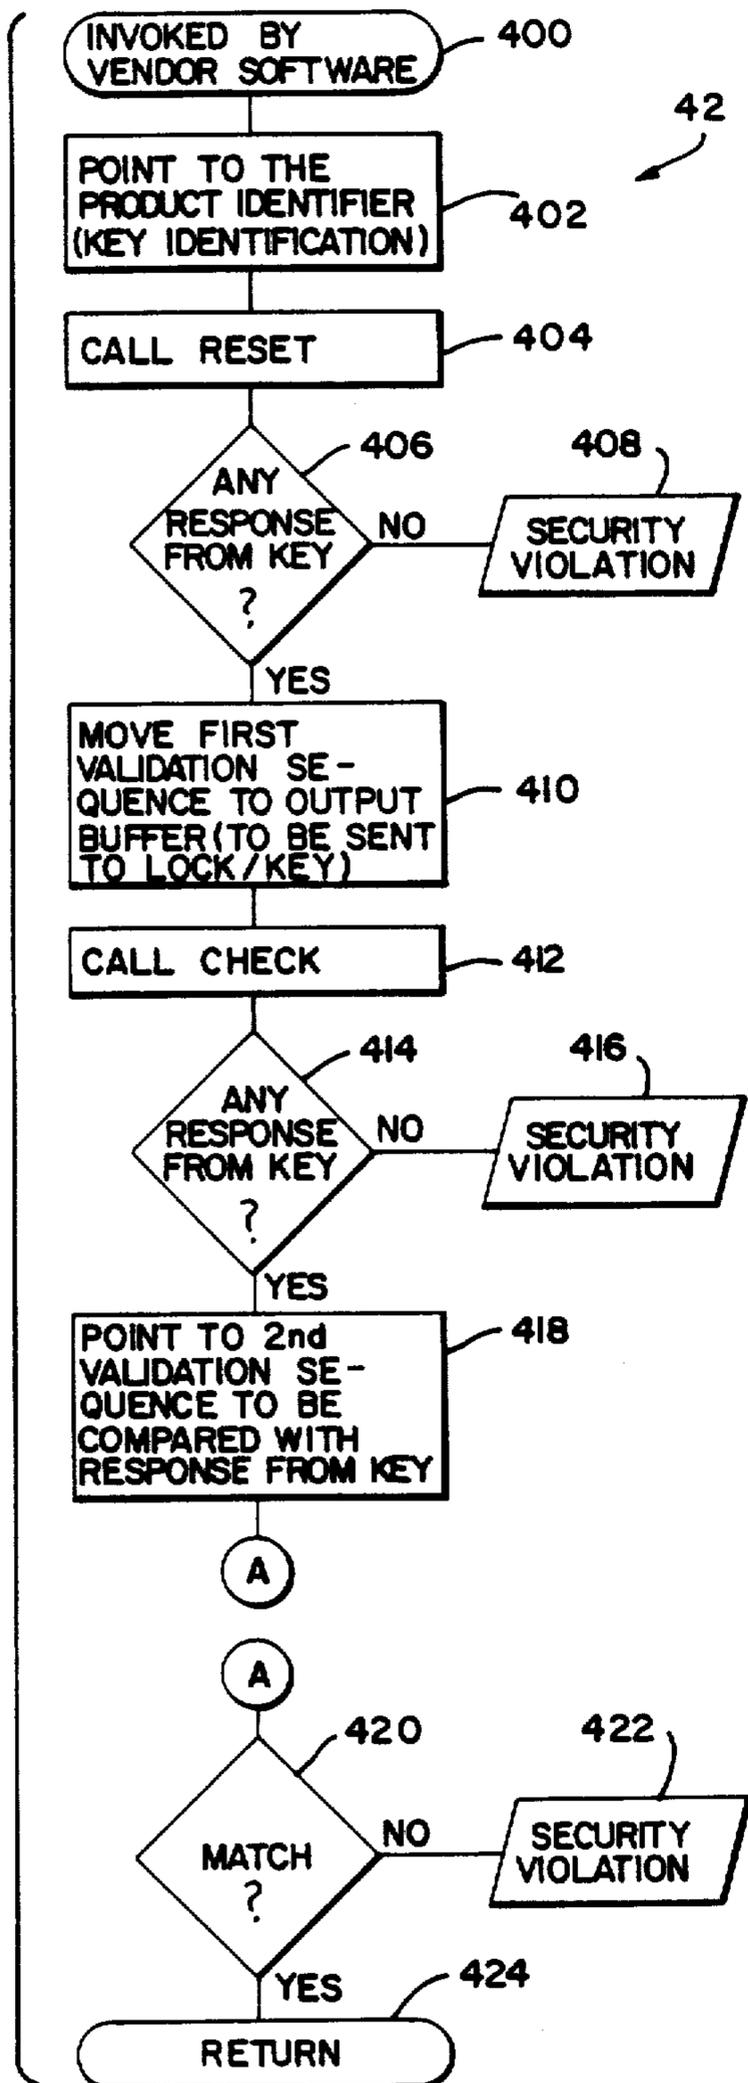 INVOKED BY
VENDOR SOFTWARE
400
42
POINT TO THE
PRODUCT IDENTIFIER
(KEY IDENTIFICATION)
402
CALL RESET
404
406
ANY
RESPONSE
FROM KEY
?
NO
408
SECURITY
VIOLATION
YES
MOVE FIRST
VALIDATION SE-
QUENCE TO OUTPUT
BUFFER (TO BE SENT
TO LOCK/KEY)
410
CALL CHECK
412
414
ANY
RESPONSE
FROM KEY
?
NO
416
SECURITY
VIOLATION
YES
POINT TO 2nd
VALIDATION SE-
QUENCE TO BE
COMPARED WITH
RESPONSE FROM KEY
418
A
A
420
MATCH
?
NO
422
SECURITY
VIOLATION
YES
424
RETURN